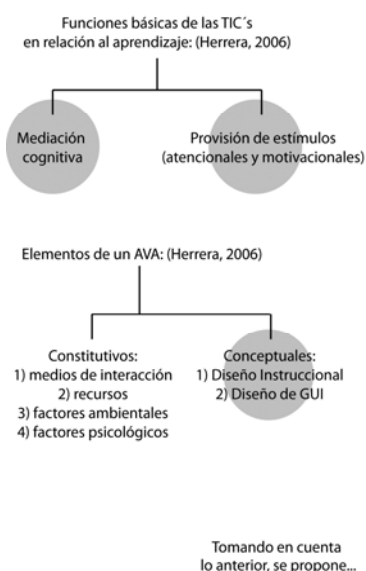 Funciones básicas de las TIC´s
en relación al aprendizaje: (Herrera, 2006)
Mediación
cognitiva
Provisión de estímulos
(atencionales y motivacionales)
Elementos de un AVA: (Herrera, 2006)
Constitutivos:
1) medios de interacción
2) recursos
3) factores ambientales
4) factores psicológicos
Conceptuales:
1) Diseño Instruccional
2) Diseño de GUI
Tomando en cuenta
lo anterior, se propone...